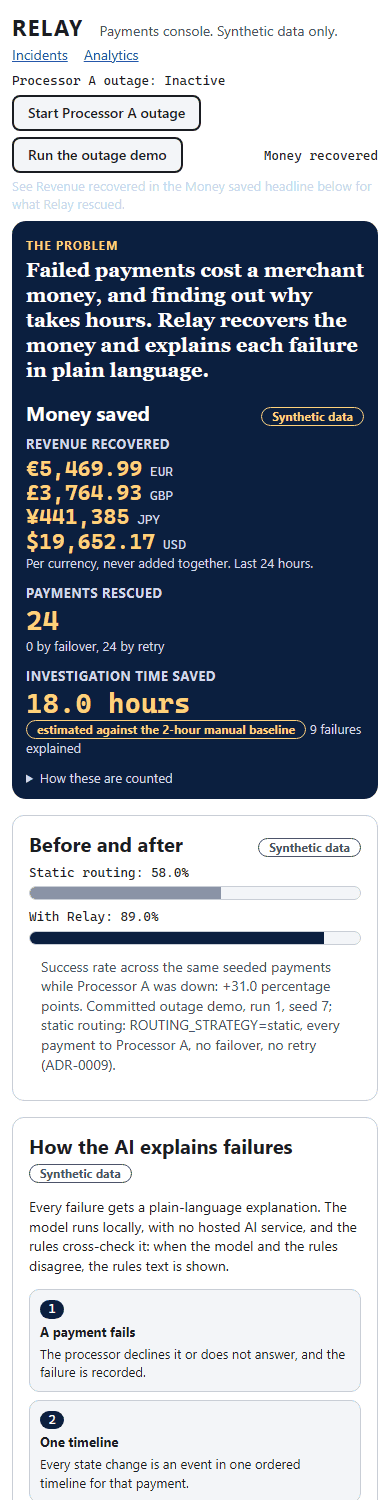 RELAY Payments console. Synthetic data only.
Incidents Analytics
Processor A outage: Inactive
Start Processor A outage
Run the outage demo Money recovered
See Revenue recovered in the Money saved headline below for
what Relay rescued.
THE PROBLEM
Failed payments cost a merchant
money, and finding out why
takes hours. Relay recovers the
money and explains each failure
in plain language.
Money saved Synthetic data
REVENUE RECOVERED
€5,469.99 EUR
£3,764.93 GBP
¥441,385 JPY
$19,652.17 USD
Per currency, never added together. Last 24 hours.
PAYMENTS RESCUED
24
0 by failover, 24 by retry
INVESTIGATION TIME SAVED
18.0 hours
estimated against the 2-hour manual baseline 9 failures
explained
▶ How these are counted
Before and after Synthetic data
Static routing: 58.0%
With Relay: 89.0%
Success rate across the same seeded payments
while Processor A was down: +31.0 percentage
points. Committed outage demo, run 1, seed 7;
static routing: ROUTING_STRATEGY=static, every
payment to Processor A, no failover, no retry
(ADR-0009).
How the AI explains failures
Synthetic data
Every failure gets a plain-language explanation. The
model runs locally, with no hosted AI service, and the
rules cross-check it: when the model and the rules
disagree, the rules text is shown.
1
A payment fails
The processor declines it or does not answer, and the
failure is recorded.
2
One timeline
Every state change is an event in one ordered
timeline for that payment.